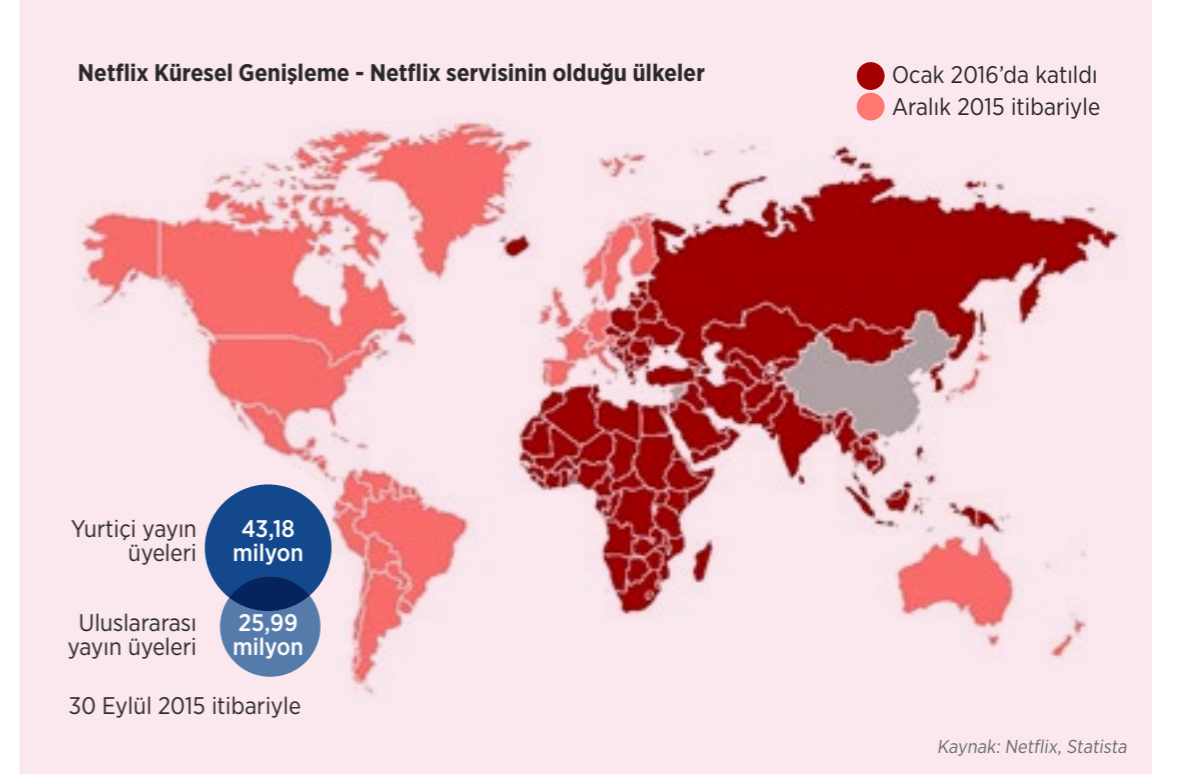 Netflix Küresel Genişleme - Netflix servisinin olduğu ülkeler
Ocak 2016’da katıldı
Aralık 2015 itibariyle
Yurtiçi yayın
üyeleri
43,18
milyon
Uluslararası
yayın üyeleri
25,99
milyon
30 Eylül 2015 itibariyle
Kaynak: Netflix, Statista